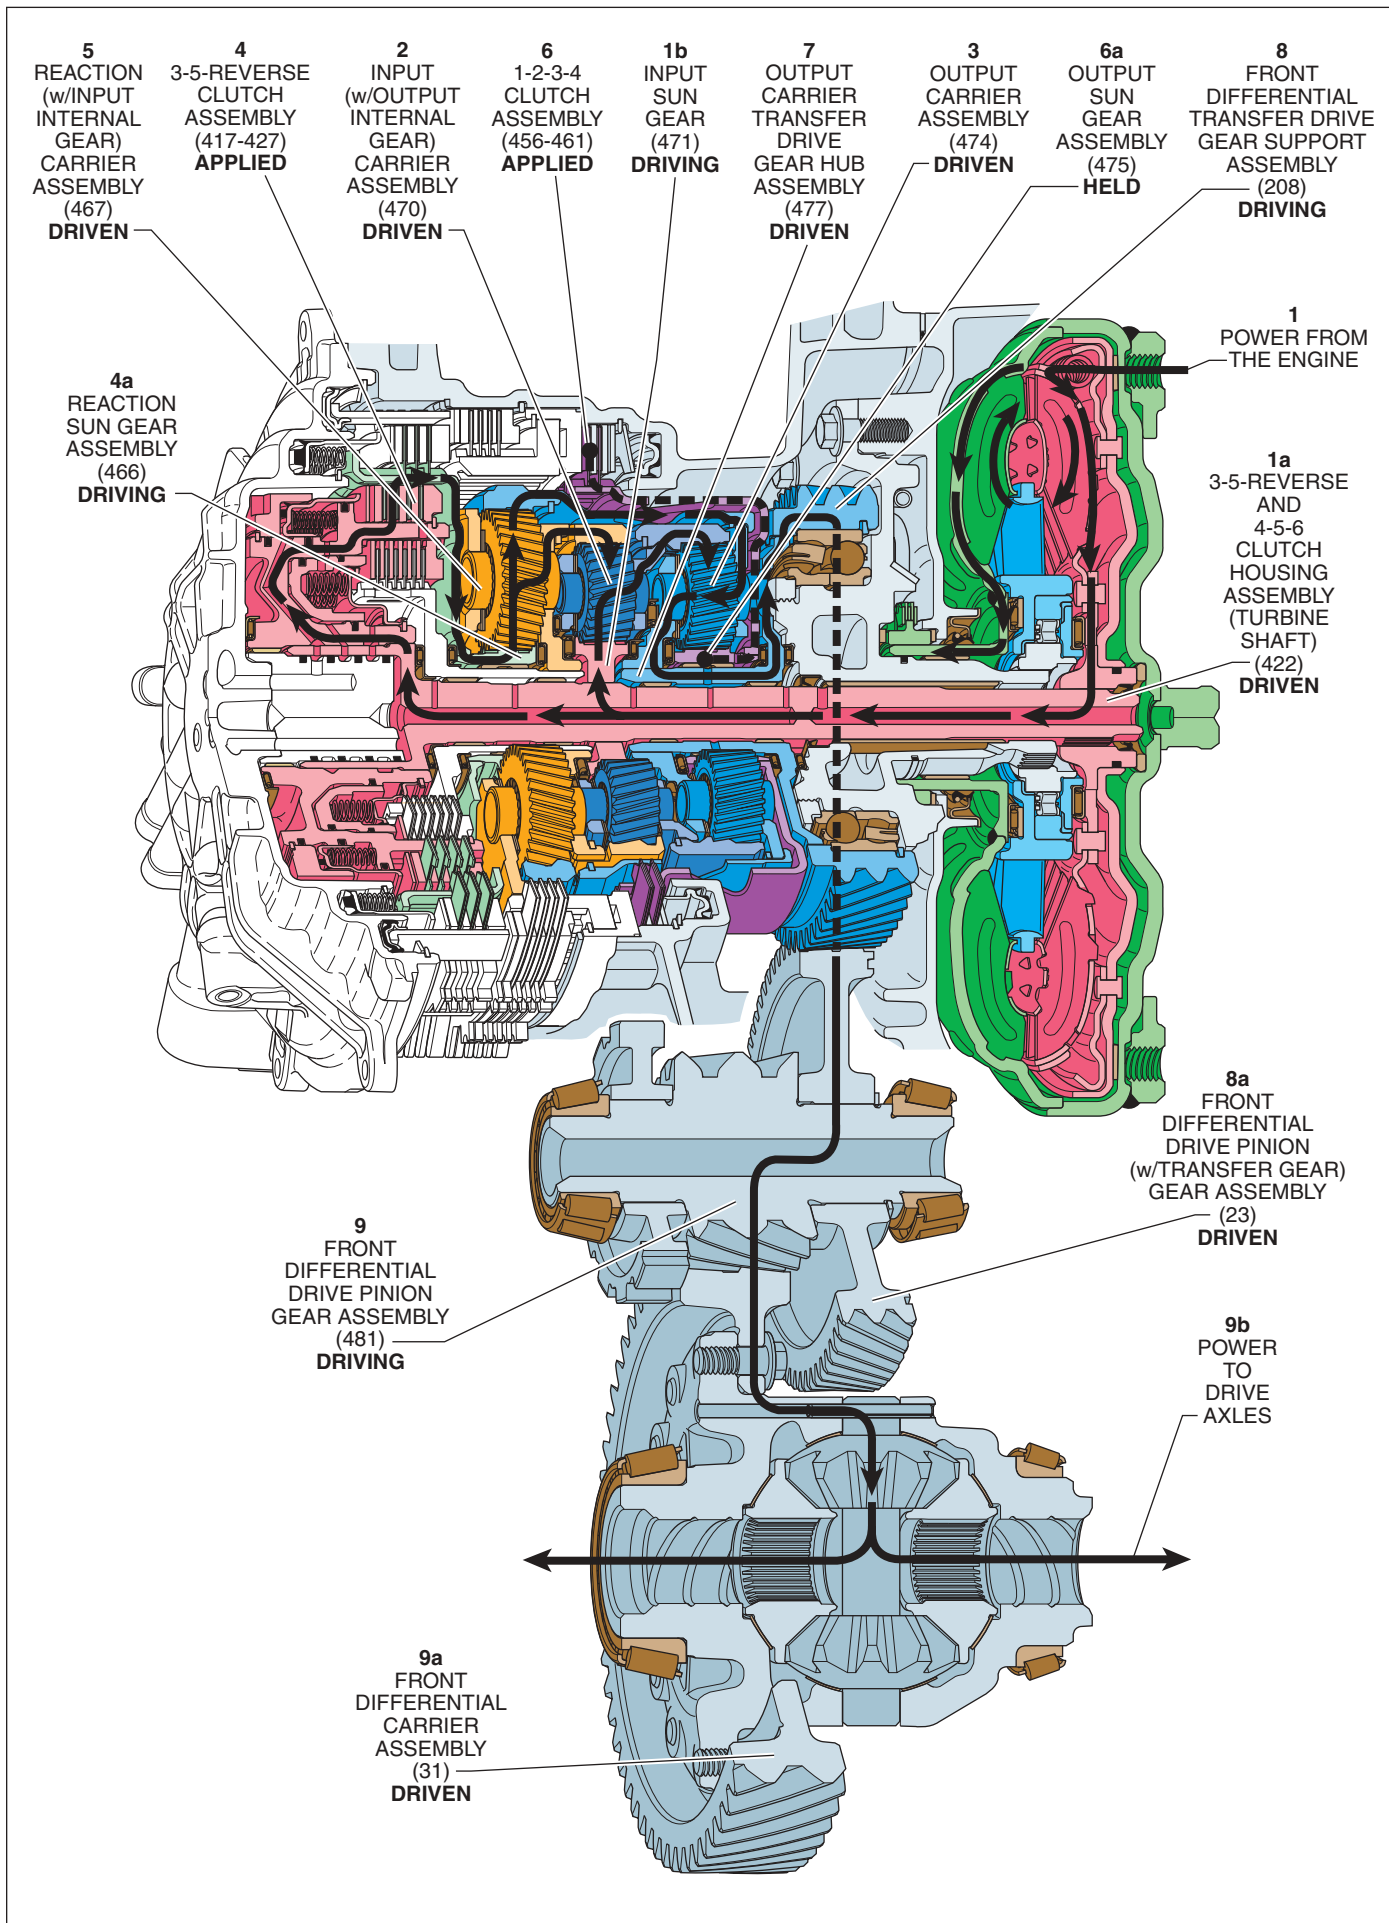 5
REACTION
(w/INPUT
INTERNAL
GEAR)
CARRIER
ASSEMBLY
(467)
DRIVEN
4
3-5-REVERSE
CLUTCH
ASSEMBLY
(417-427)
APPLIED
2
INPUT
(w/OUTPUT
INTERNAL
GEAR)
CARRIER
ASSEMBLY
(470)
DRIVEN
6
1-2-3-4
CLUTCH
ASSEMBLY
(456-461)
APPLIED
1b
INPUT
SUN
GEAR
(471)
DRIVING
7
OUTPUT
CARRIER
TRANSFER
DRIVE
GEAR HUB
ASSEMBLY
(477)
DRIVEN
3
OUTPUT
CARRIER
ASSEMBLY
(474)
DRIVEN
6a
OUTPUT
SUN
GEAR
ASSEMBLY
(475)
HELD
8
FRONT
DIFFERENTIAL
TRANSFER DRIVE
GEAR SUPPORT
ASSEMBLY
(208)
DRIVING
1
POWER FROM
THE ENGINE
4a
REACTION
SUN GEAR
ASSEMBLY
(466)
DRIVING
1a
3-5-REVERSE
AND
4-5-6
CLUTCH
HOUSING
ASSEMBLY
(TURBINE
SHAFT)
(422)
DRIVEN
8a
FRONT
DIFFERENTIAL
DRIVE PINION
(w/TRANSFER GEAR)
GEAR ASSEMBLY
(23)
DRIVEN
9
FRONT
DIFFERENTIAL
DRIVE PINION
GEAR ASSEMBLY
(481)
DRIVING
9b
POWER
TO
DRIVE
AXLES
9a
FRONT
DIFFERENTIAL
CARRIER
ASSEMBLY
(31)
DRIVEN